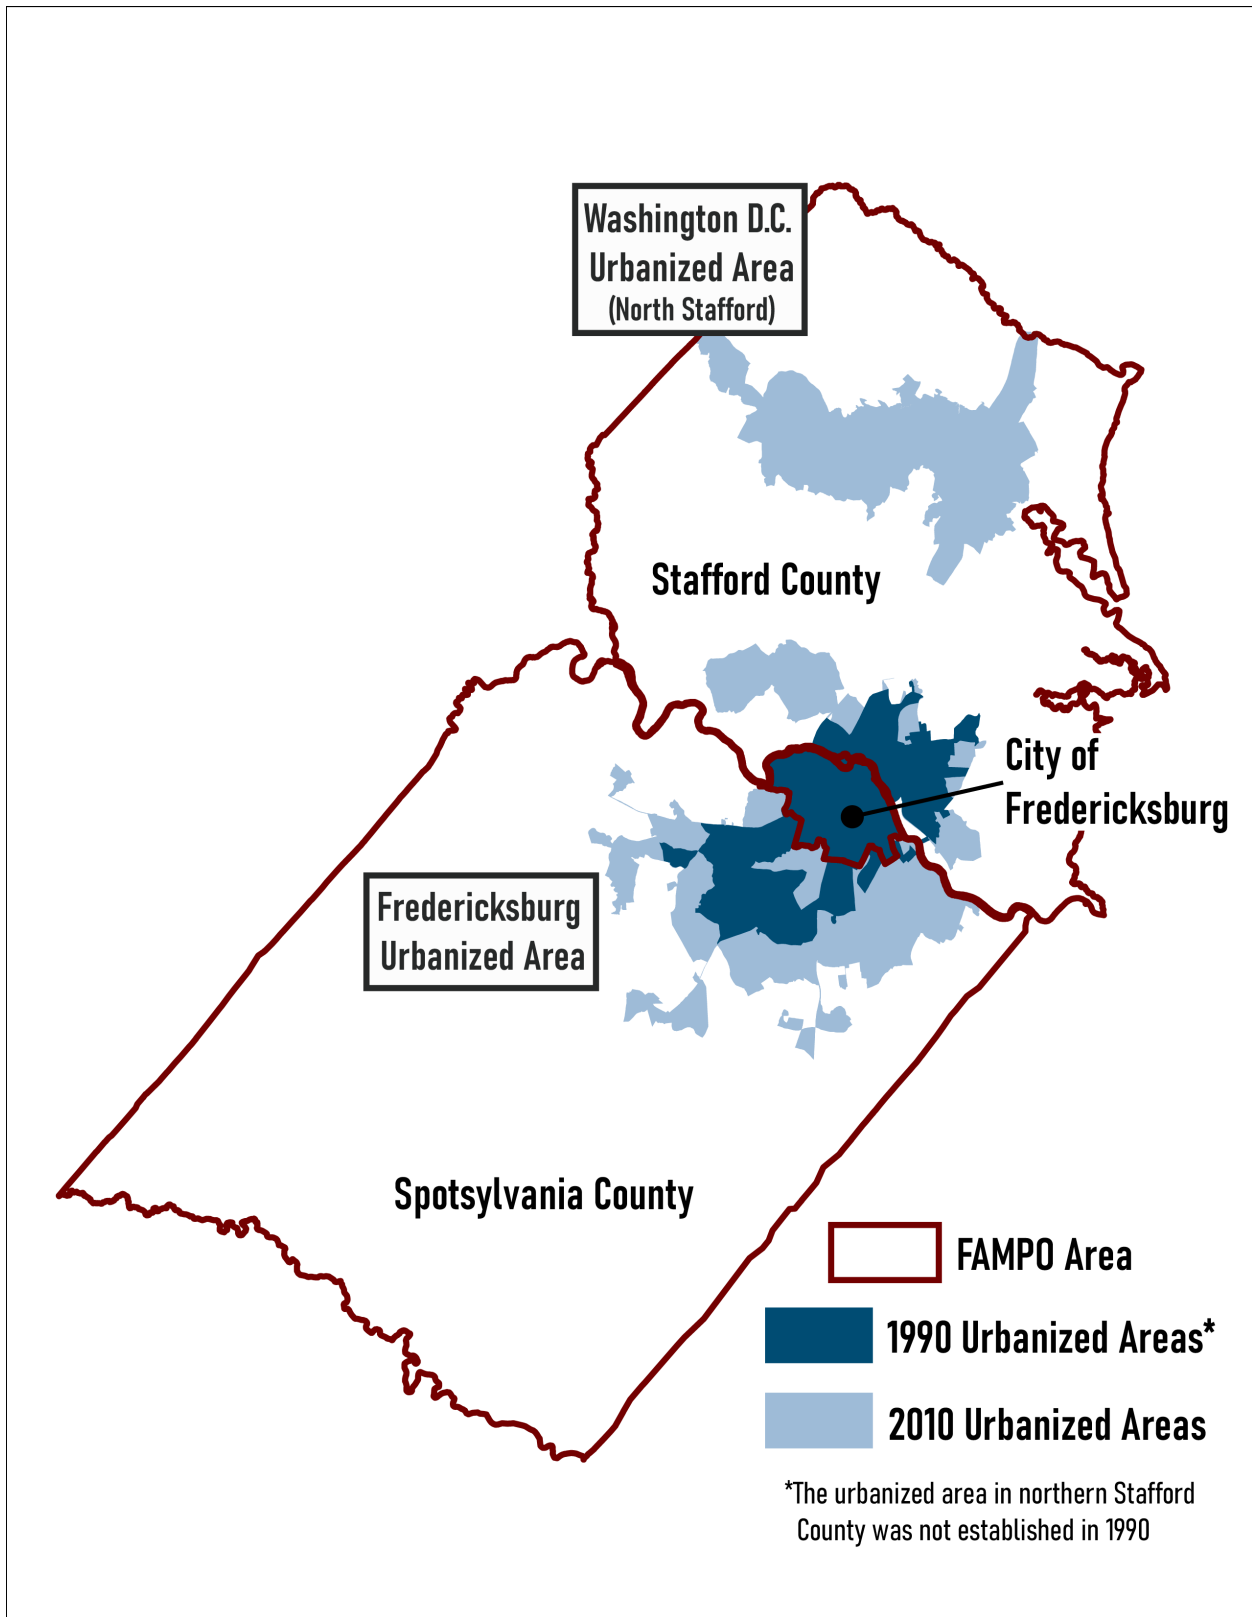 Washington D.C.
Urbanized Area
(North Stafford)
Stafford County
City of
Fredericksburg
Fredericksburg
Urbanized Area
Spotsylvania County
FAMPO Area
1990 Urbanized Areas*
2010 Urbanized Areas
*The urbanized area in northern Stafford
County was not established in 1990